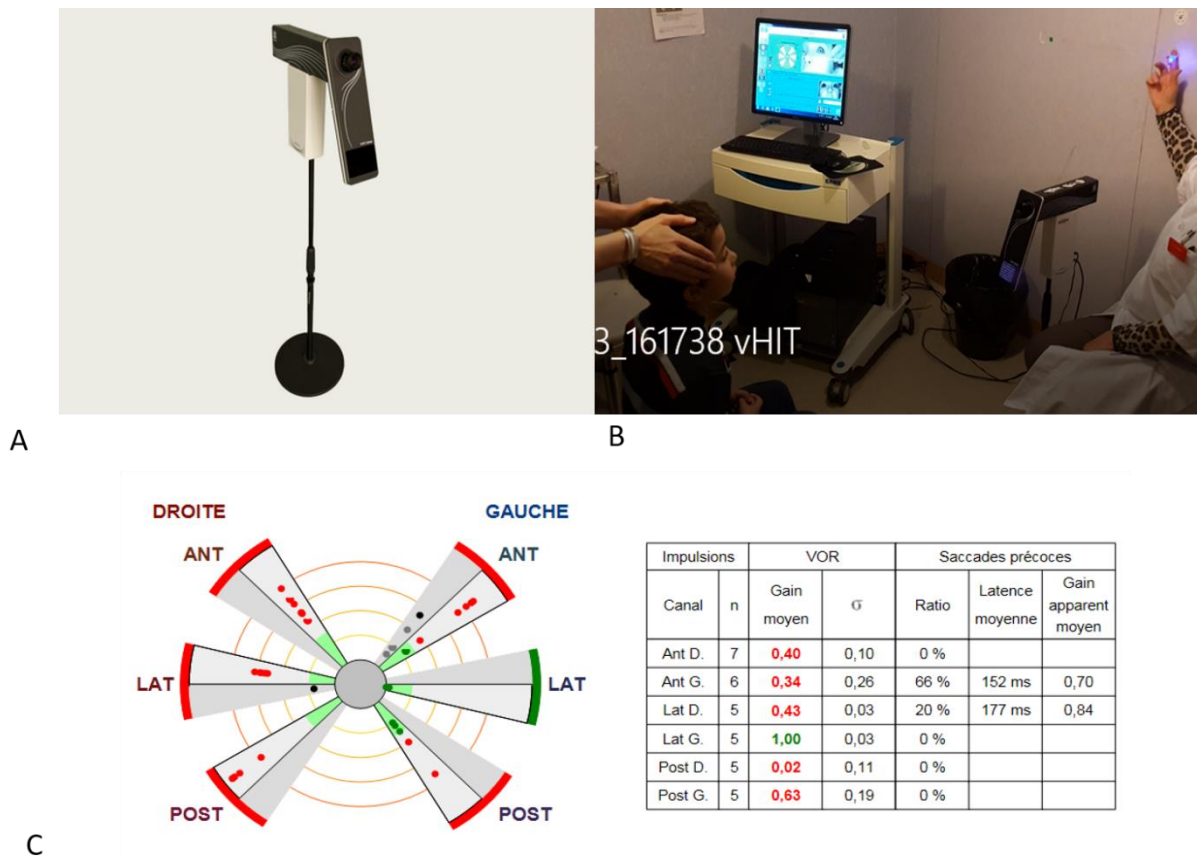 3_161738 vHIT
A
B
DROITE
GAUCHE
ANT
ANT
LAT
LAT
POST
POST
Impulsions VOR Saccades précoces
Canal n Gain moyen σ Ratio Latence moyenne Gain apparent moyen
Ant D. 7 0,40 0,10 0 %
Ant G. 6 0,34 0,26 66 % 152 ms 0,70
Lat D. 5 0,43 0,03 20 % 177 ms 0,84
Lat G. 5 1,00 0,03 0 %
Post D. 5 0,02 0,11 0 %
Post G. 5 0,63 0,19 0 %
C